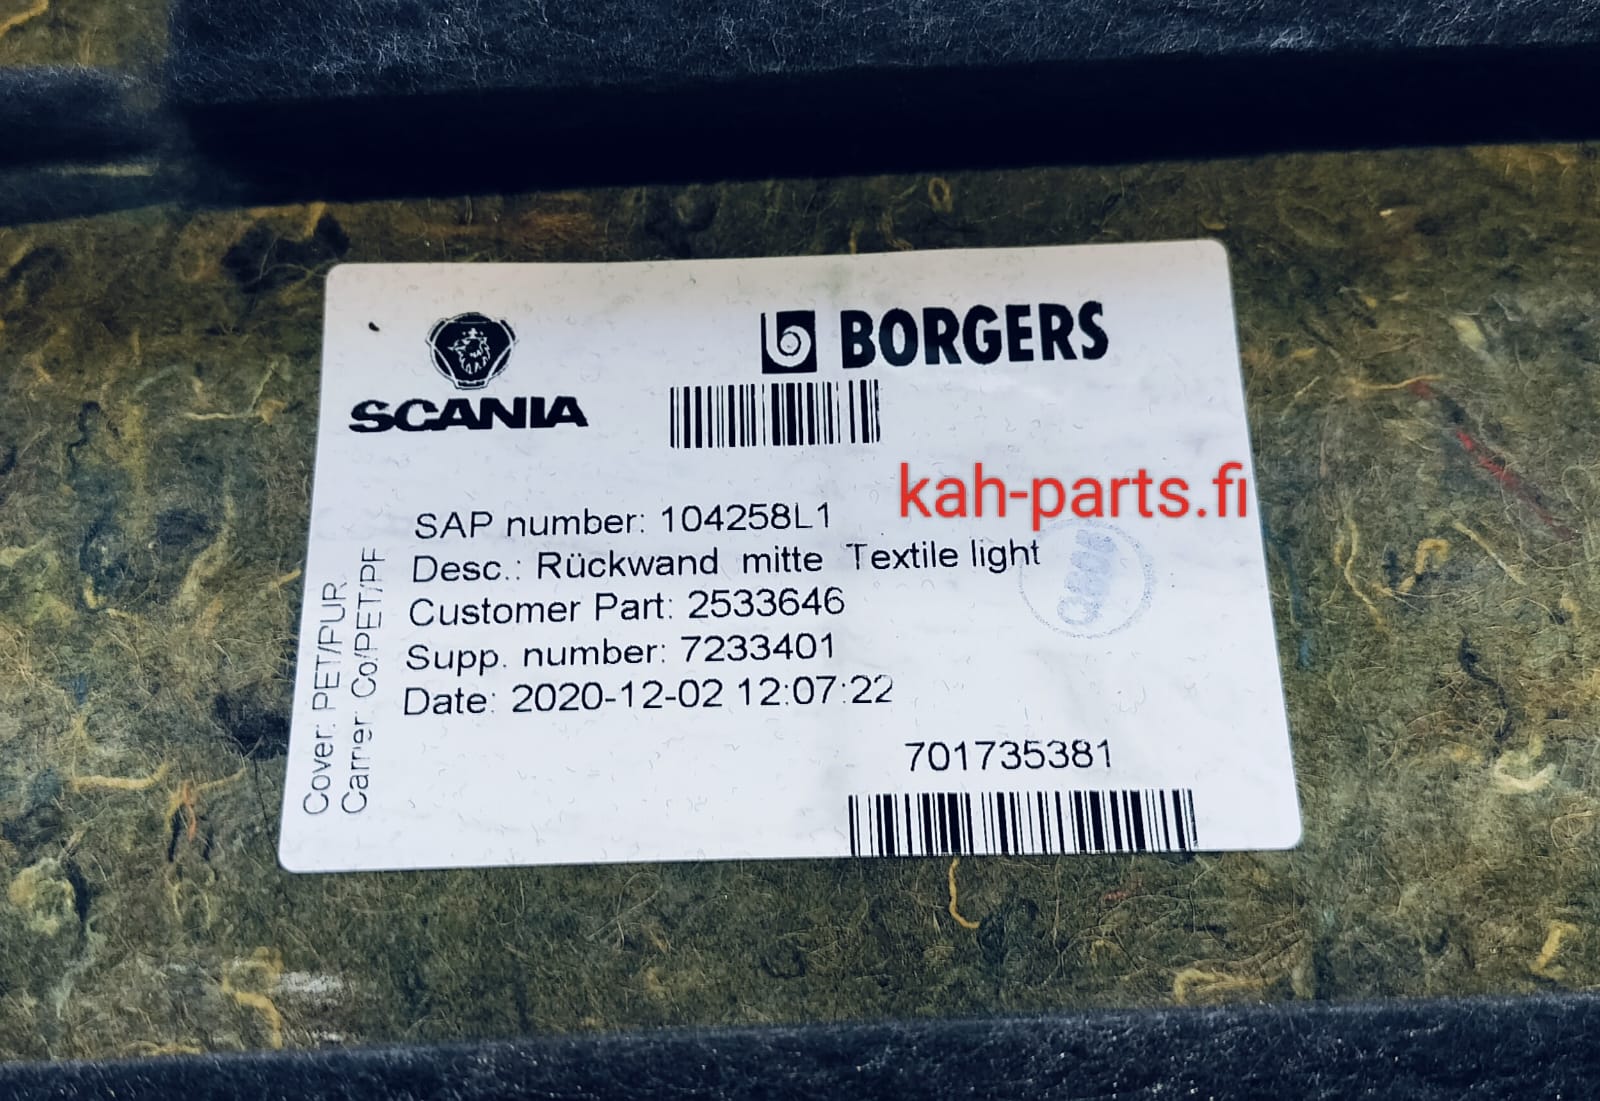 SCANIA
BORGERS
kah-parts.fi
SAP number: 104258L1
Desc.: Rückwand mitte Textile light
Customer Part: 2533646
Supp. number: 7233401
Date: 2020-12-02 12:07:22
701735381
Cover: PET/PUR
Carrier: Co/PET/PF